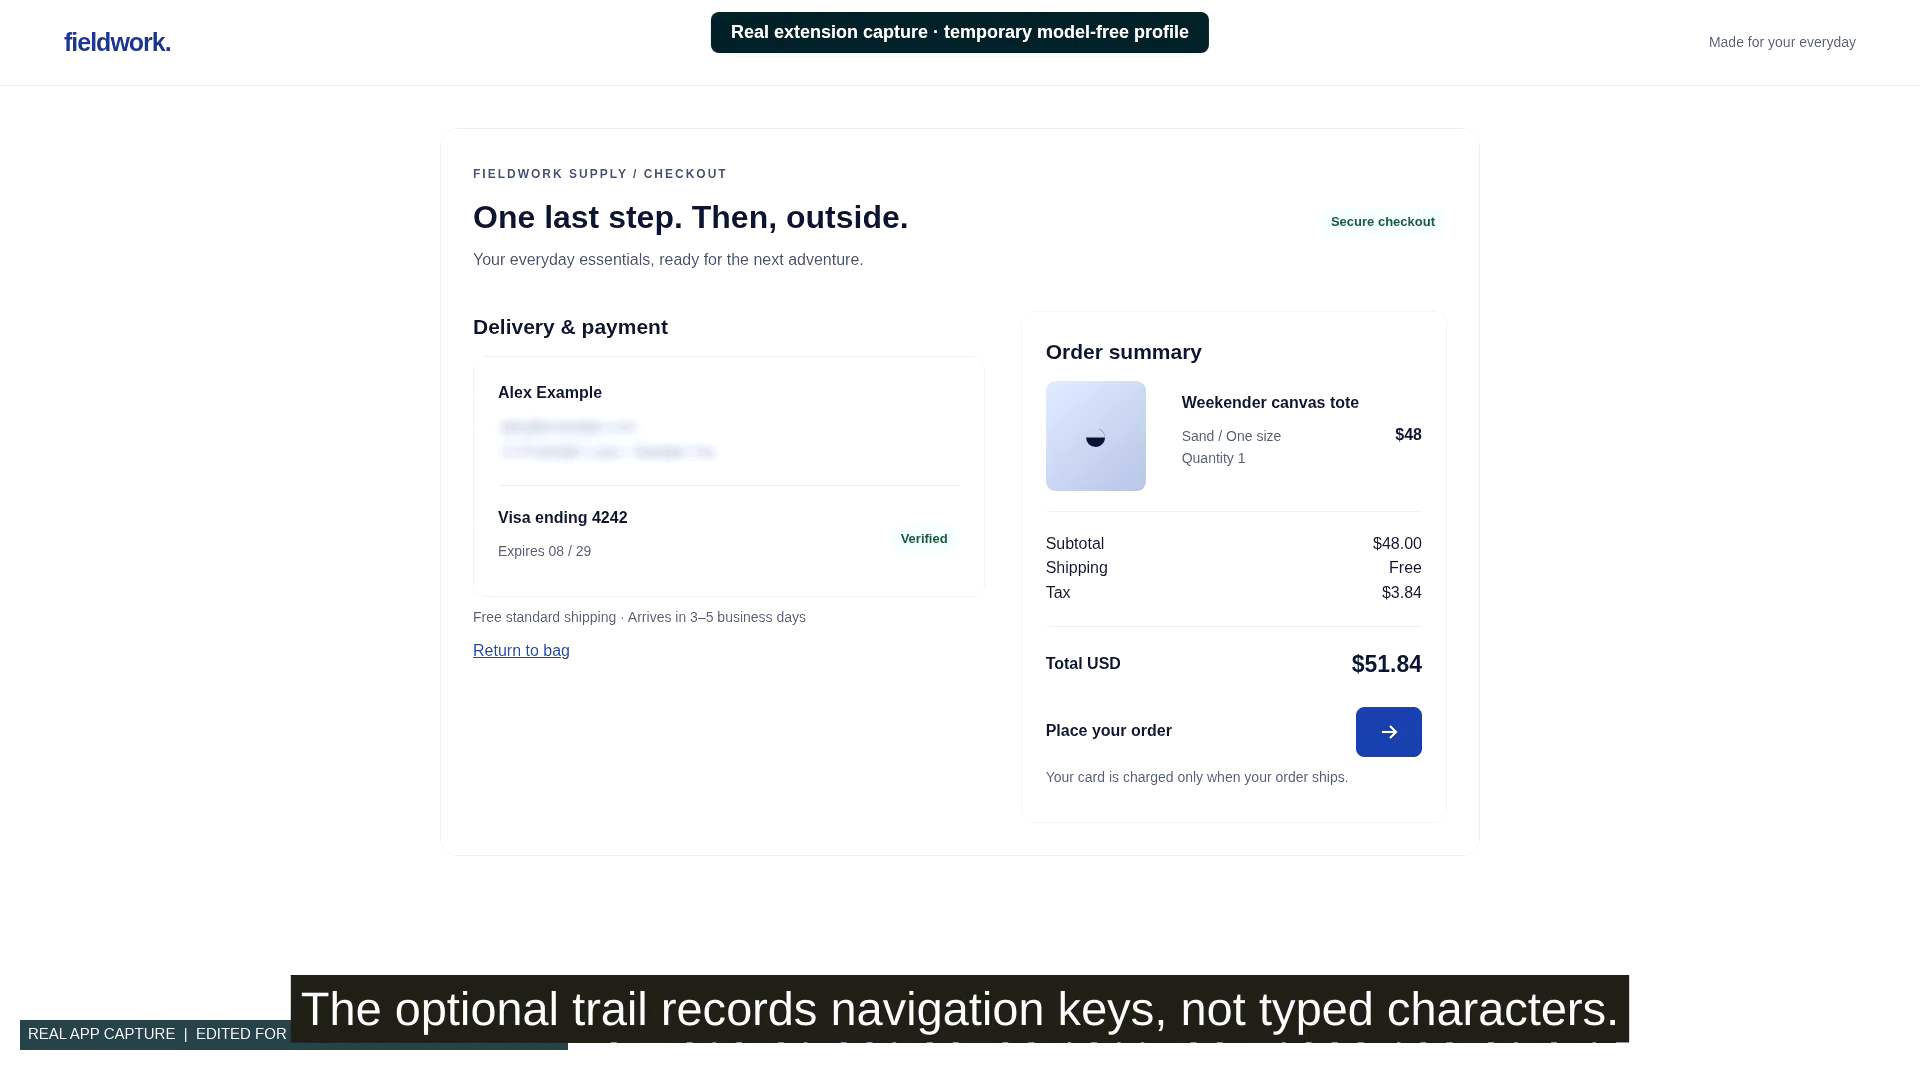 fieldwork.
Real extension capture · temporary model-free profile
Made for your everyday
FIELDWORK SUPPLY / CHECKOUT
One last step. Then, outside.
Secure checkout
Your everyday essentials, ready for the next adventure.
Delivery & payment
Alex Example
Visa ending 4242
Expires 08 / 29
Verified
Free standard shipping · Arrives in 3–5 business days
Return to bag
Order summary
Weekender canvas tote
Sand / One size
Quantity 1
$48
Subtotal $48.00
Shipping Free
Tax $3.84
Total USD $51.84
Place your order
Your card is charged only when your order ships.
The optional trail records navigation keys, not typed characters.
REAL APP CAPTURE | EDITED FOR